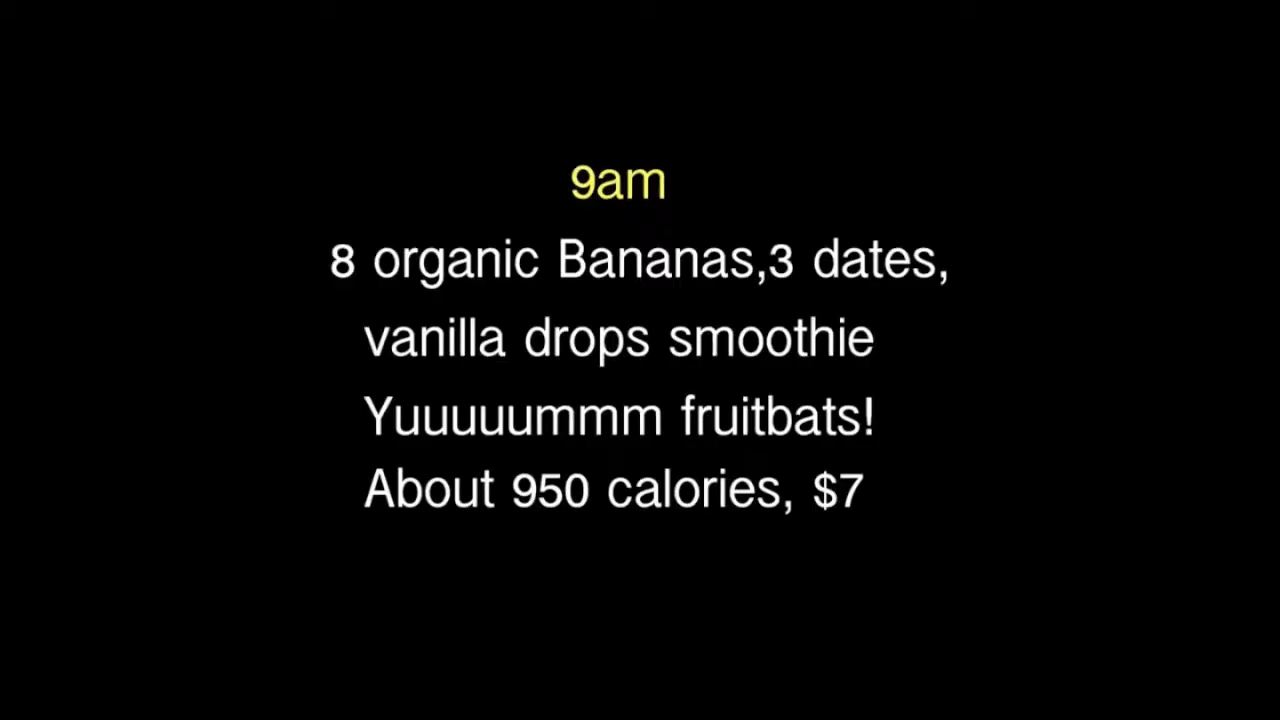 9am
8 organic Bananas,3 dates,
vanilla drops smoothie
Yuuuuummm fruitbats!
About 950 calories, $7